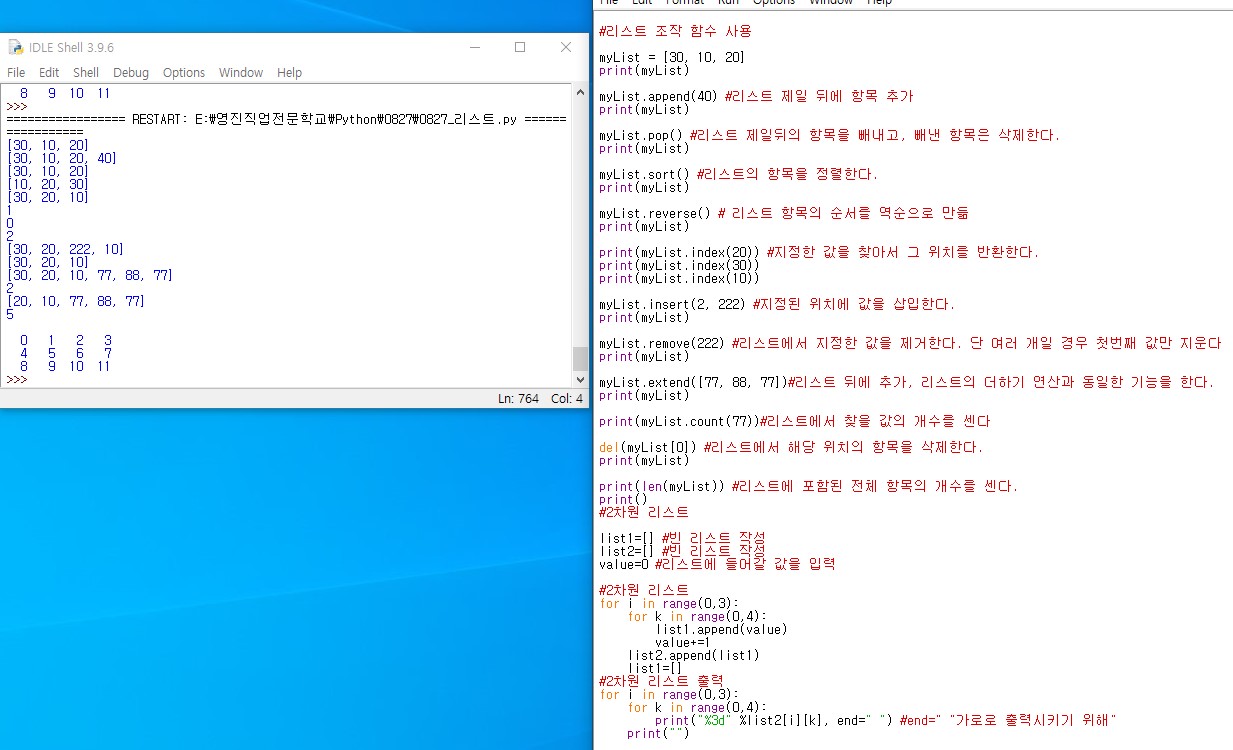 IDLE Shell 3.9.6
File Edit Shell Debug Options Window Help
8 9 10 11
>>>
================= RESTART: E:\명진직업전문학교\Python\0827\0827_리스트.py ======
===========
[30, 10, 20]
[30, 10, 20, 40]
[30, 10, 20]
[10, 20, 30]
[30, 20, 10]
1
0
2
[30, 20, 222, 10]
[30, 20, 10]
[30, 20, 10, 77, 88, 77]
2
[20, 10, 77, 88, 77]
5
0 1 2 3
4 5 6 7
8 9 10 11
>>>
Ln: 764 Col: 4
File Edit Format Run Options Window Help
#리스트 조작 함수 사용
myList = [30, 10, 20]
print(myList)
myList.append(40) #리스트 제일 뒤에 항목 추가
print(myList)
myList.pop() #리스트 제일뒤의 항목을 빼내고, 빼낸 항목은 삭제한다.
print(myList)
myList.sort() #리스트의 항목을 정렬한다.
print(myList)
myList.reverse() # 리스트 항목의 순서를 역순으로 만듦
print(myList)
print(myList.index(20)) #지정한 값을 찾아서 그 위치를 반환한다.
print(myList.index(30))
print(myList.index(10))
myList.insert(2, 222) #지정된 위치에 값을 삽입한다.
print(myList)
myList.remove(222) #리스트에서 지정한 값을 제거한다. 단 여러 개일 경우 첫번째 값만 지운다
print(myList)
myList.extend([77, 88, 77])#리스트 뒤에 추가, 리스트의 더하기 연산과 동일한 기능을 한다.
print(myList)
print(myList.count(77))#리스트에서 찾을 값의 개수를 센다
del(myList[0]) #리스트에서 해당 위치의 항목을 삭제한다.
print(myList)
print(len(myList)) #리스트에 포함된 전체 항목의 개수를 센다.
print()
#2차원 리스트
list1=[] #빈 리스트 작성
list2=[] #빈 리스트 작성
value=0 #리스트에 들어갈 값을 입력
#2차원 리스트
for i in range(0,3):
    for k in range(0,4):
        list1.append(value)
        value+=1
    list2.append(list1)
    list1=[]
#2차원 리스트 출력
for i in range(0,3):
    for k in range(0,4):
        print("%3d" %list2[i][k], end=" ") #end=" "가로로 출력시키기 위해"
    print("")